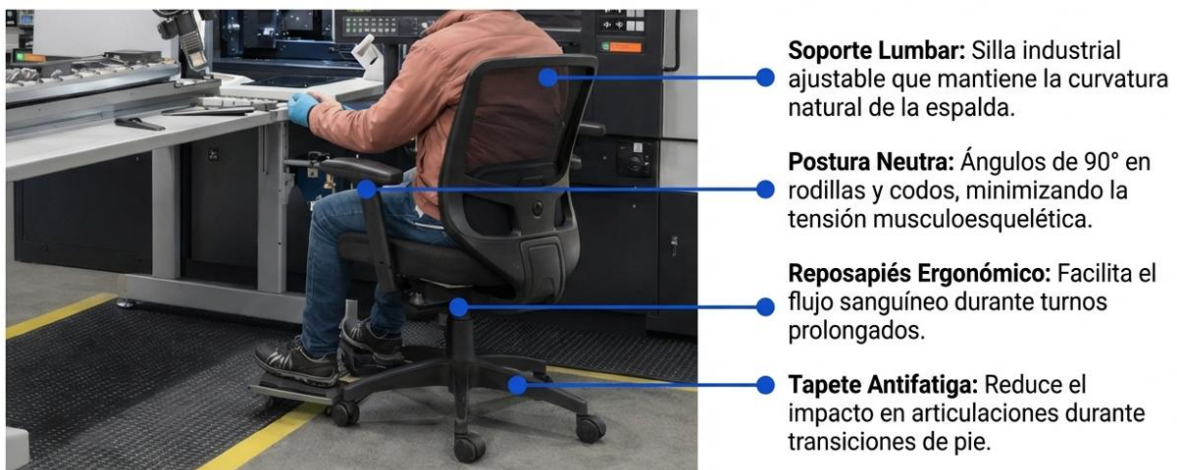 Soporte Lumbar: Silla industrial
ajustable que mantiene la curvatura
natural de la espalda.
Postura Neutra: Ángulos de 90° en
rodillas y codos, minimizando la
tensión musculoesquelética.
Reposapiés Ergonómico: Facilita el
flujo sanguíneo durante turnos
prolongados.
Tapete Antifatiga: Reduce el
impacto en articulaciones durante
transiciones de pie.